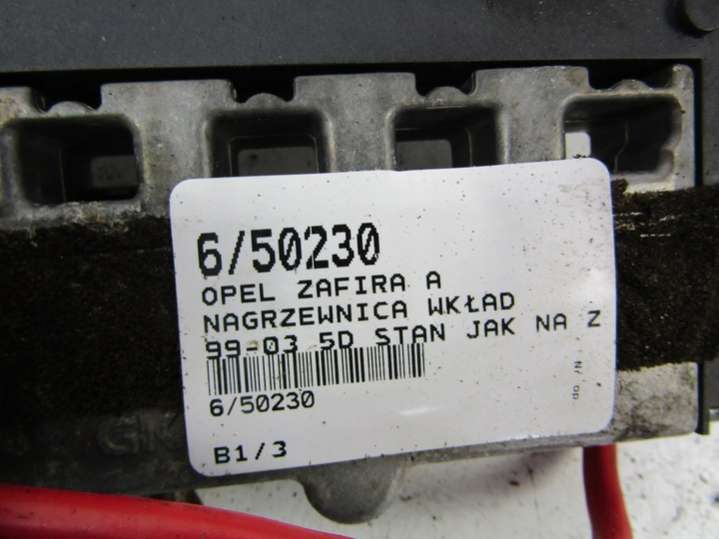 6/50230
OPEL ZAFIRA A
NAGRZEWNICA WKŁAD
99-03 5D STAN JAK NA Z
6/50230
B1/3